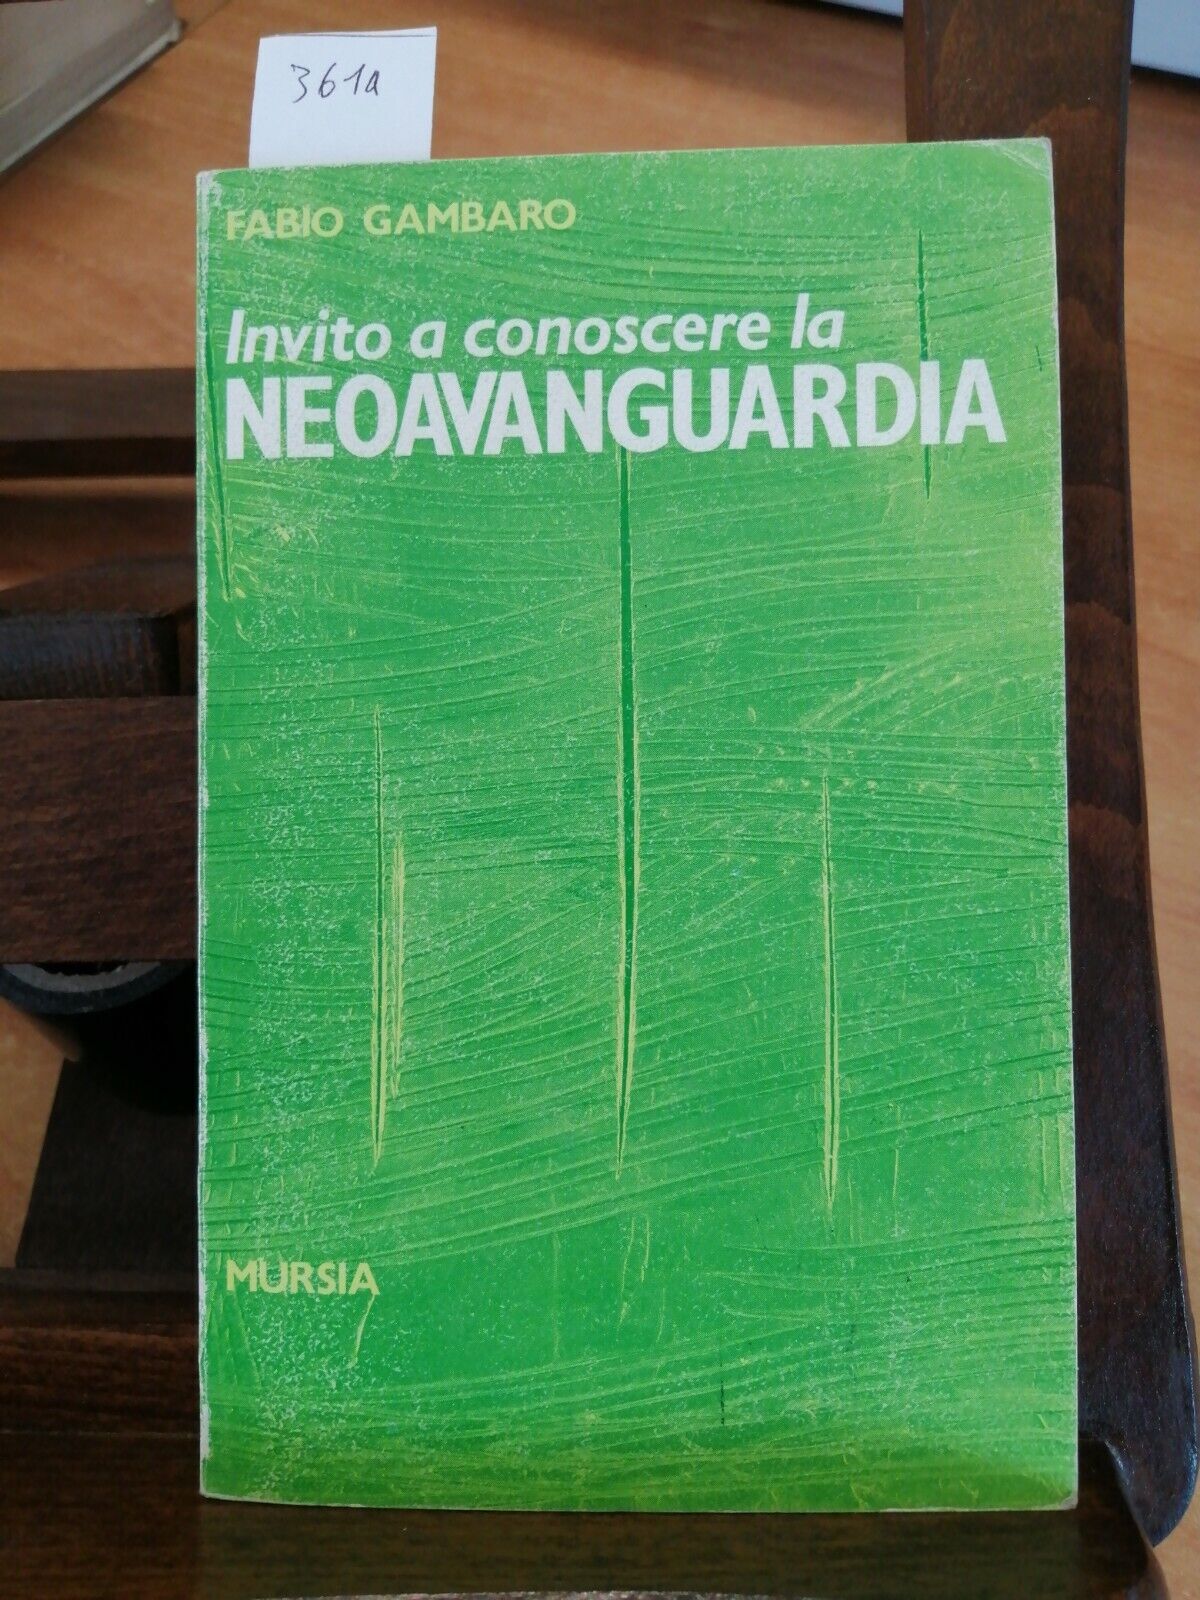 361a
FABIO GAMBARO
Invito a conoscere la
NEOAVANGUARDIA
MURSIA